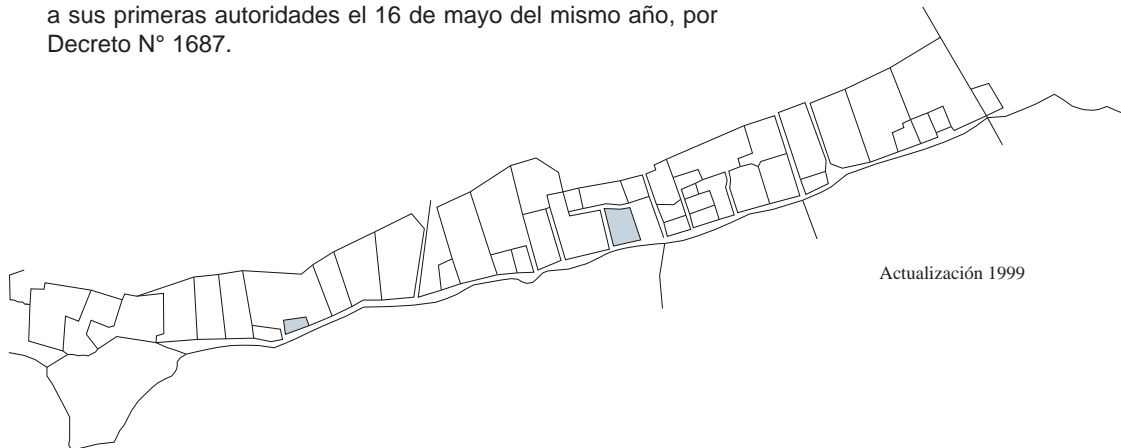 a sus primeras autoridades el 16 de mayo del mismo año, por
Decreto N° 1687.
Actualización 1999